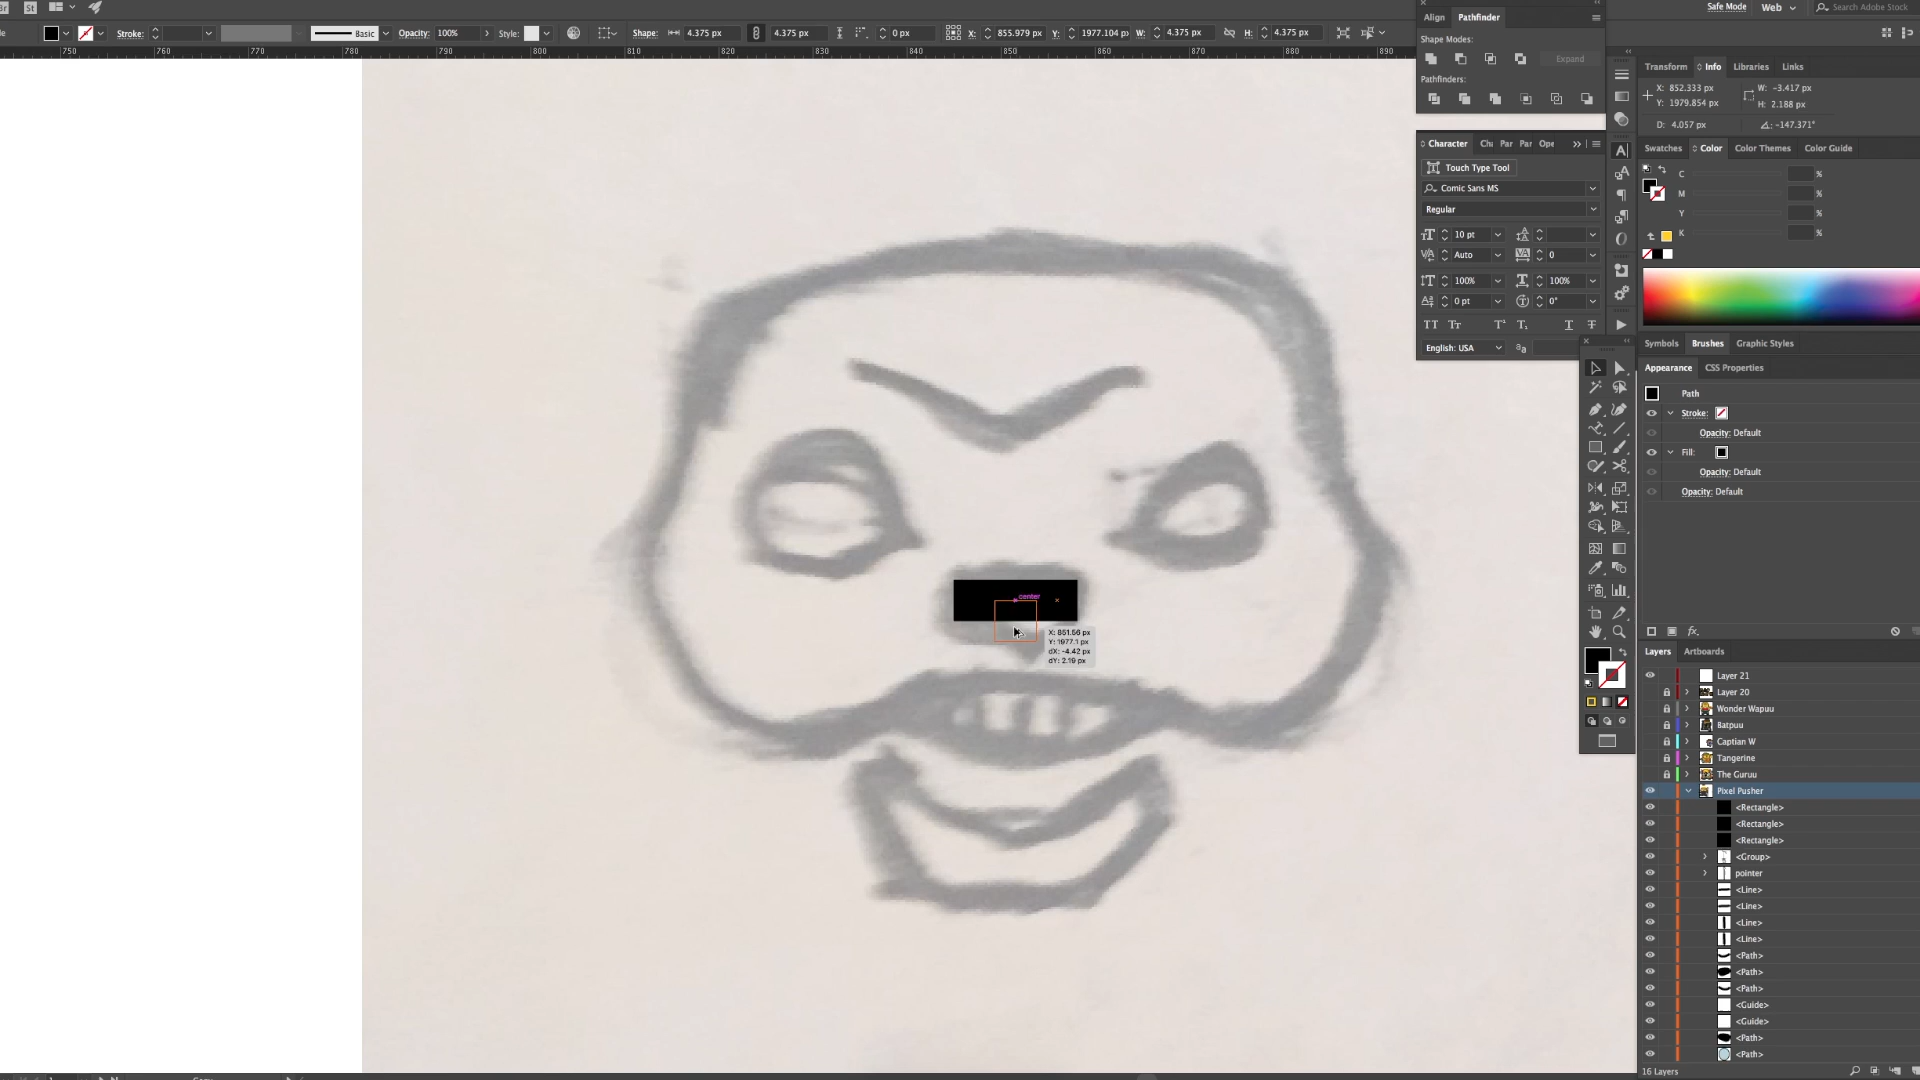 Br St Safe Mode Web Search Adobe Stock
Stroke: Basic Opacity: 100% Style: Shape: 4.375 px 4.375 px 0 px X: 855.979 px Y: 1977.104 px W: 4.375 px H: 4.375 px
750 760 770 780 790 800 810 820 830 840 850 860 870 880 890
Align Pathfinder
Shape Modes:
Expand
Pathfinders:
Character Par Par Ope
Touch Type Tool
Comic Sans MS
Regular
10 pt
Auto 0
100% 100%
0 pt 0°
English: USA
Transform Info Libraries Links
X: 852.333 px W: -3.417 px
Y: 1979.854 px H: 2.188 px
D: 4.057 px -147.371°
Swatches Color Color Themes Color Guide
C %
M %
Y %
K %
Symbols Brushes Graphic Styles
Appearance CSS Properties
Path
Stroke:
Opacity: Default
Fill:
Opacity: Default
Opacity: Default
fx
center
X: 851.56 px
Y: 1977.1 px
dX: -4.42 px
dY: 2.19 px
Layers Artboards
Layer 21
Layer 20
Wonder Wapuu
Batpuu
Captian W
Tangerine
The Guruu
Pixel Pusher
<Rectangle>
<Rectangle>
<Rectangle>
<Group>
pointer
<Line>
<Line>
<Line>
<Line>
<Path>
<Path>
<Path>
<Guide>
<Guide>
<Path>
<Path>
16 Layers